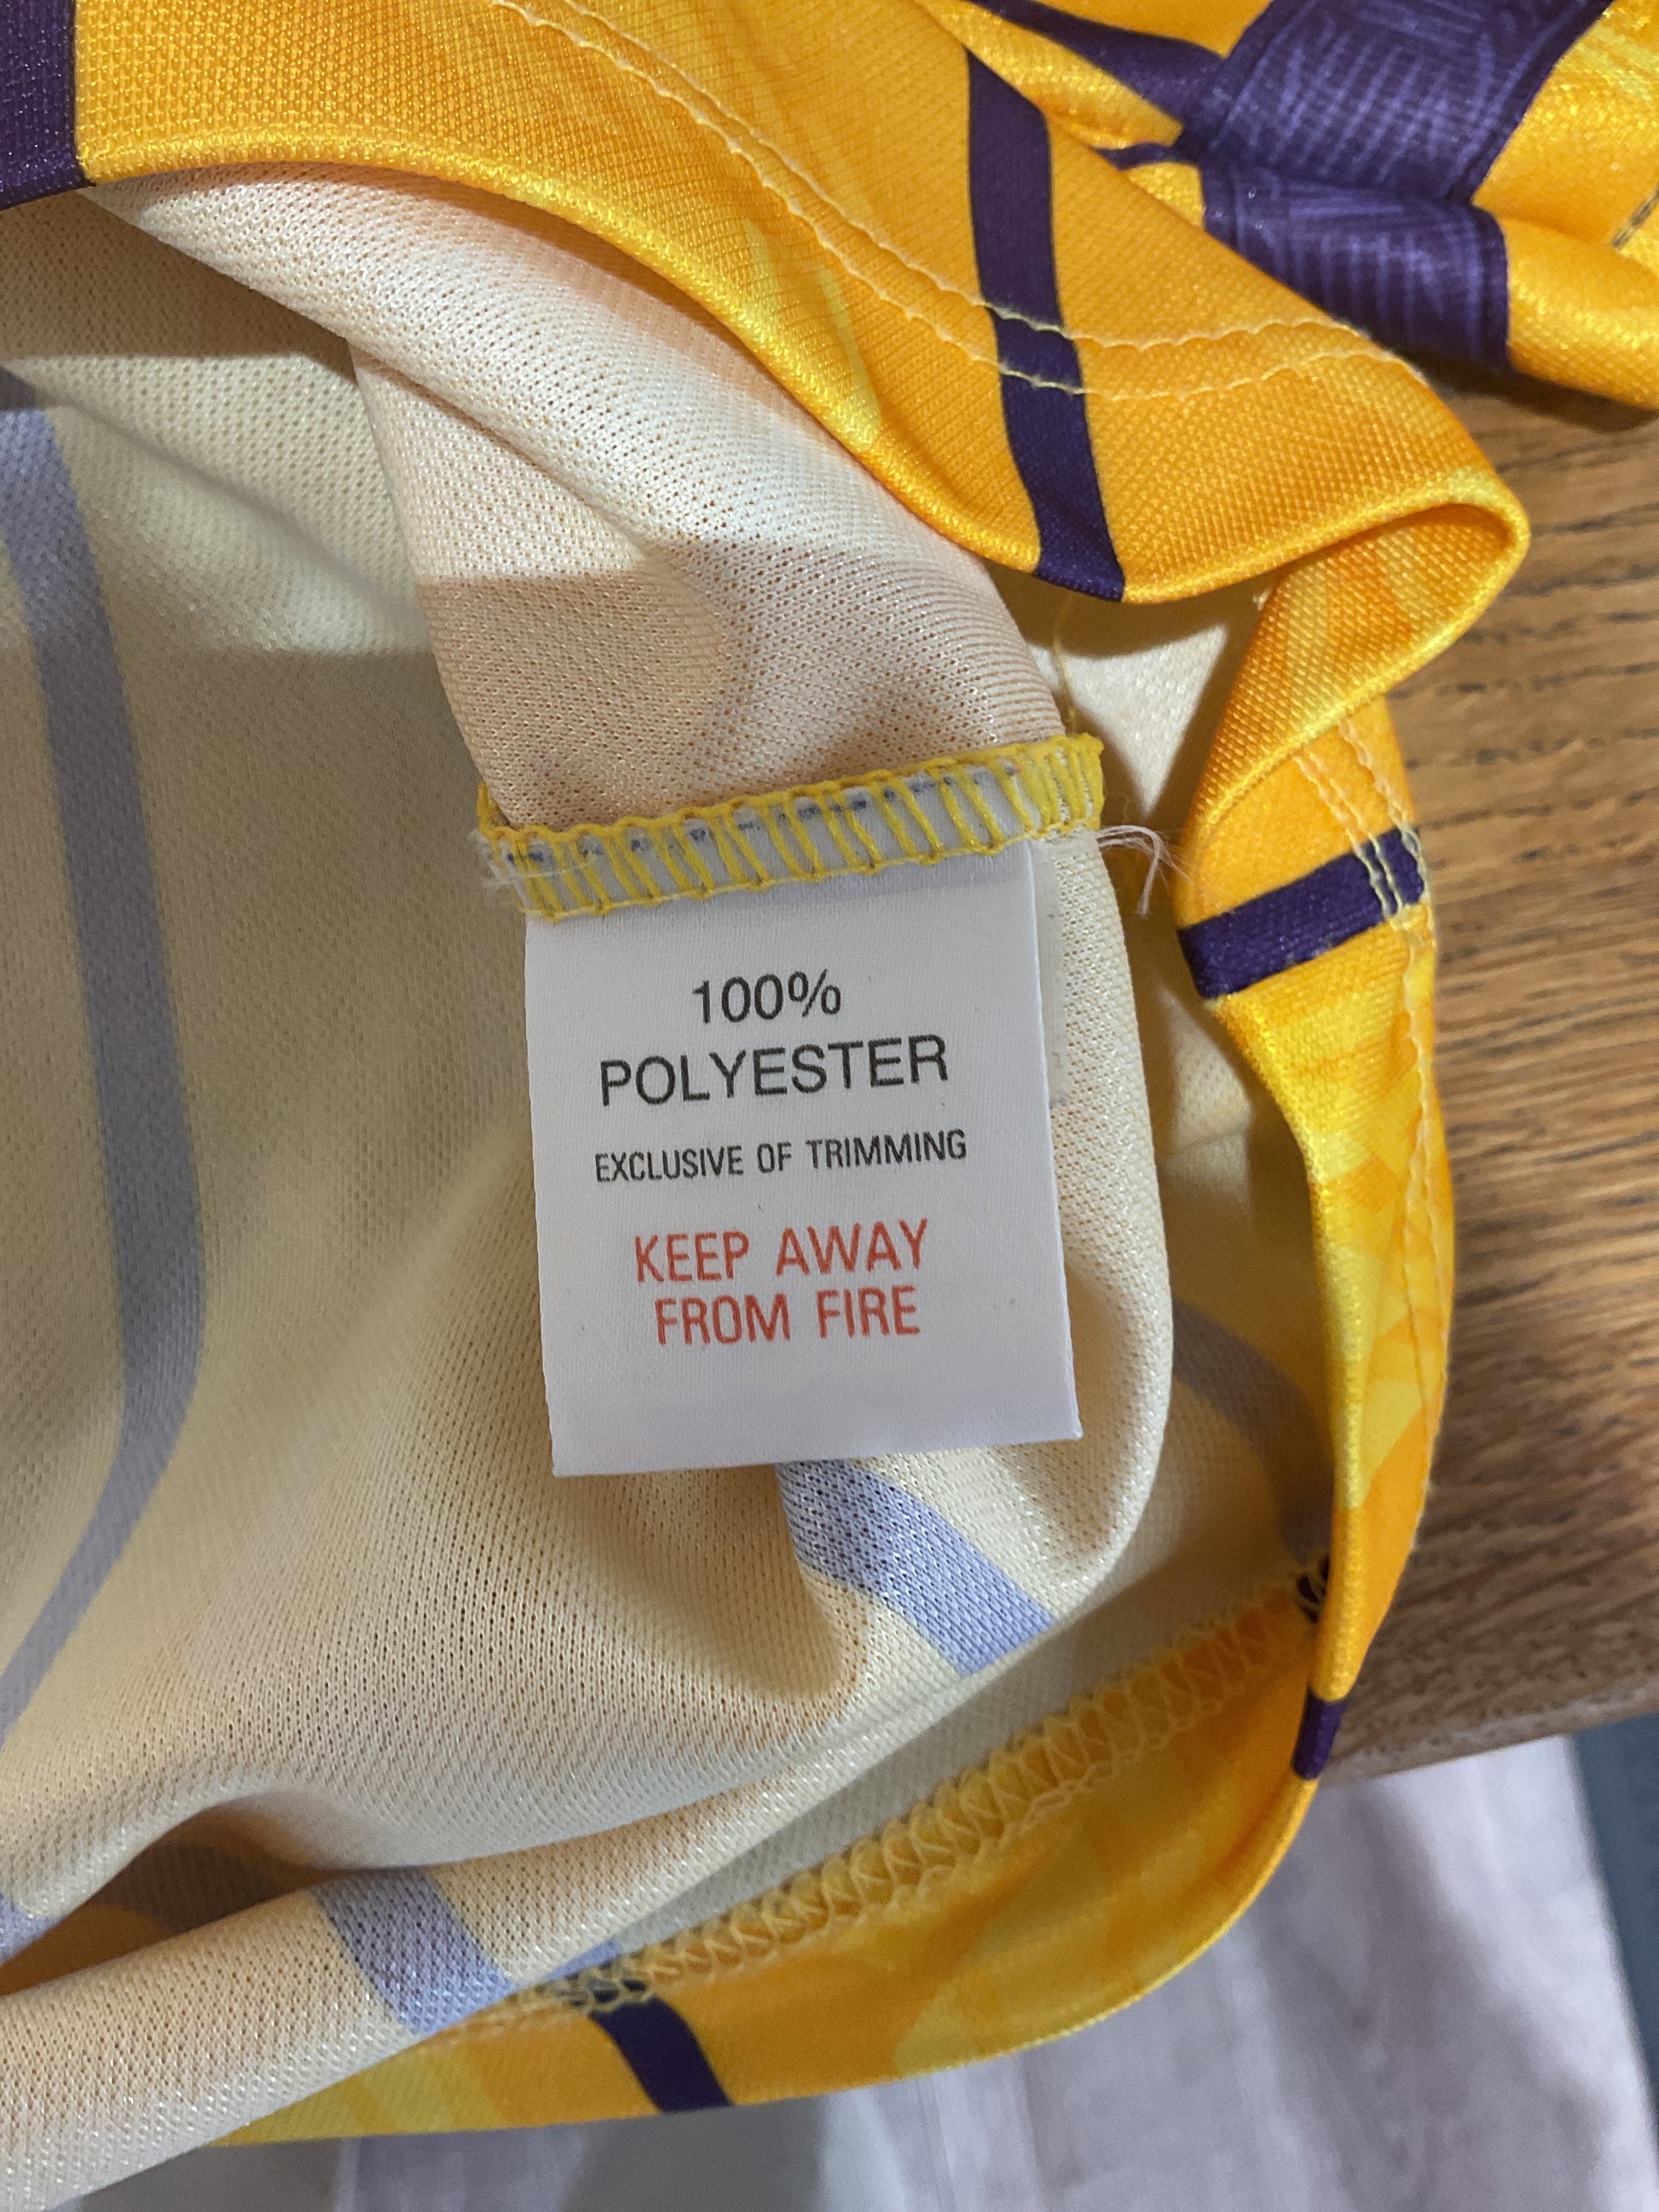 100%
POLYESTER
EXCLUSIVE OF TRIMMING
KEEP AWAY
FROM FIRE